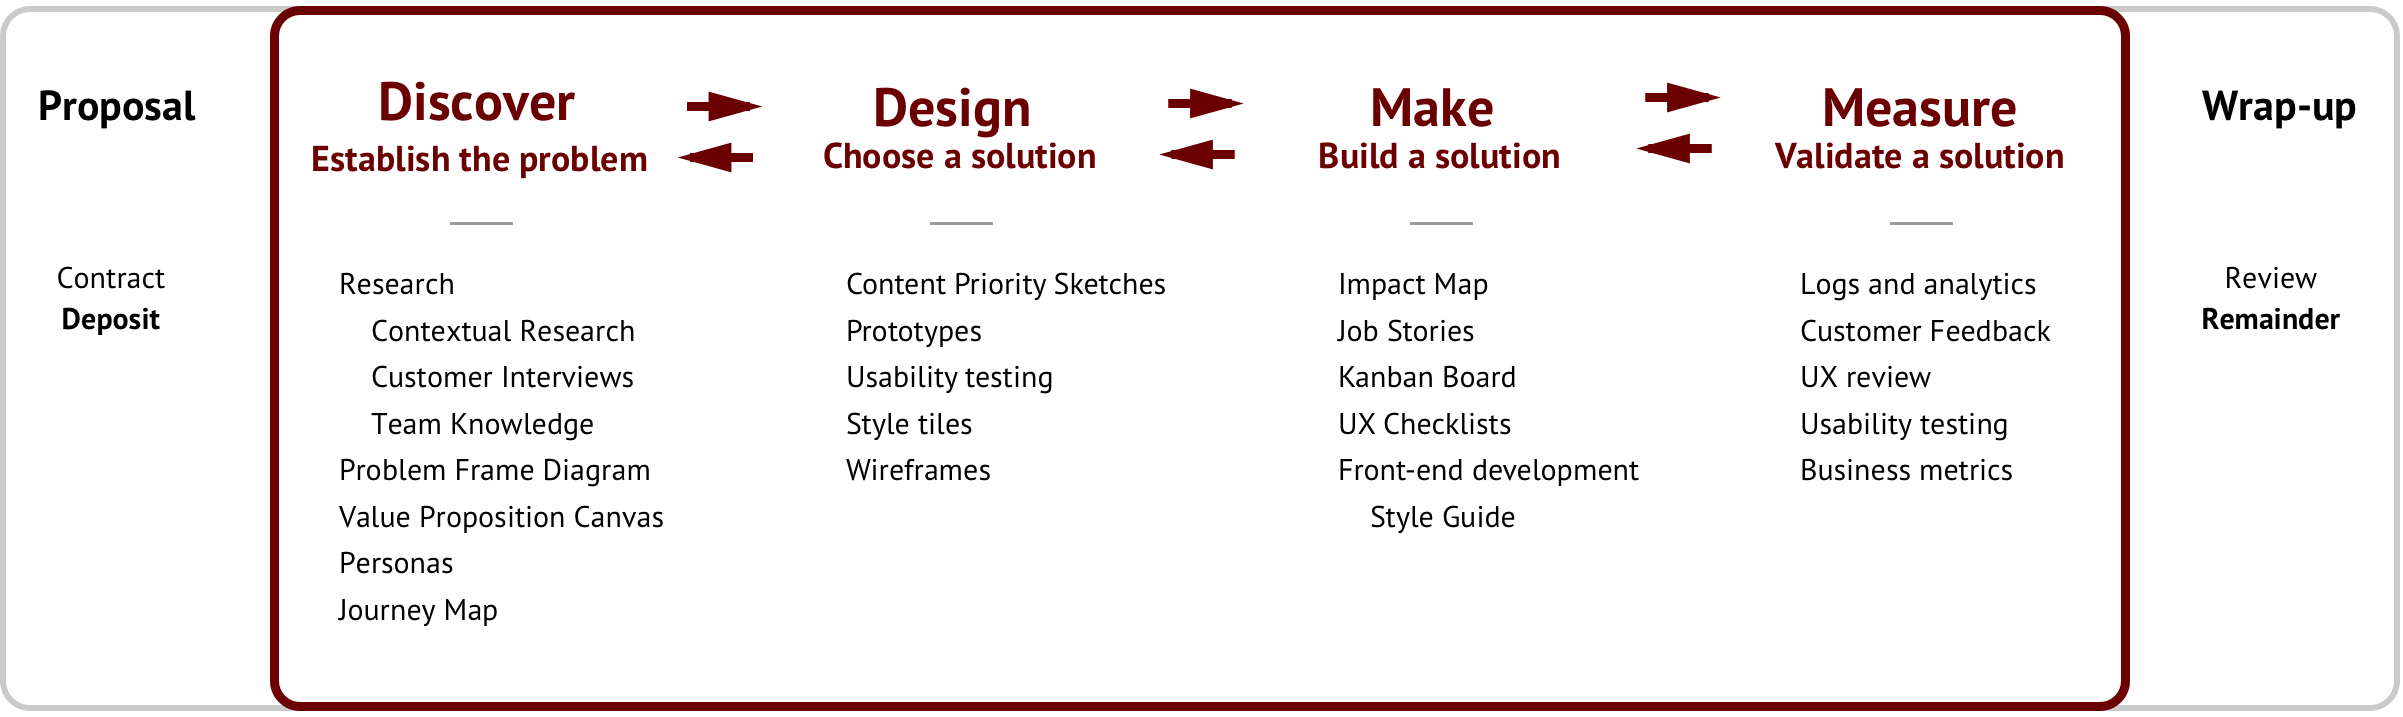 Proposal
Contract
Deposit
Discover
Establish the problem
Research
Contextual Research
Customer Interviews
Team Knowledge
Problem Frame Diagram
Value Proposition Canvas
Personas
Journey Map
Design
Choose a solution
Content Priority Sketches
Prototypes
Usability testing
Style tiles
Wireframes
Make
Build a solution
Impact Map
Job Stories
Kanban Board
UX Checklists
Front-end development
Style Guide
Measure
Validate a solution
Logs and analytics
Customer Feedback
UX review
Usability testing
Business metrics
Wrap-up
Review
Remainder